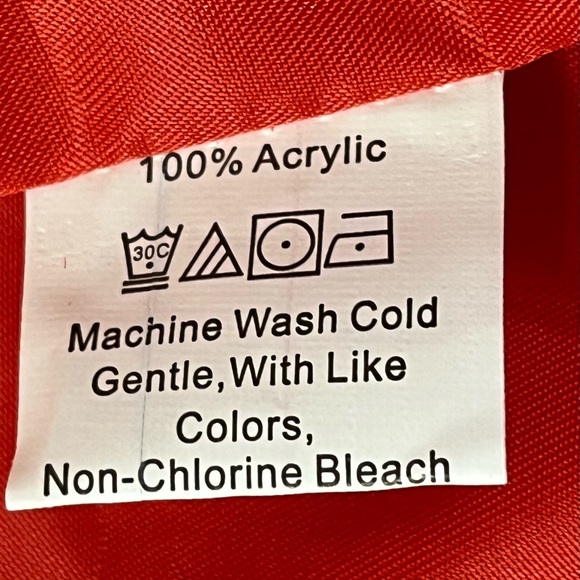 100% Acrylic
30C
Machine Wash Cold
Gentle, With Like
Colors,
Non-Chlorine Bleach